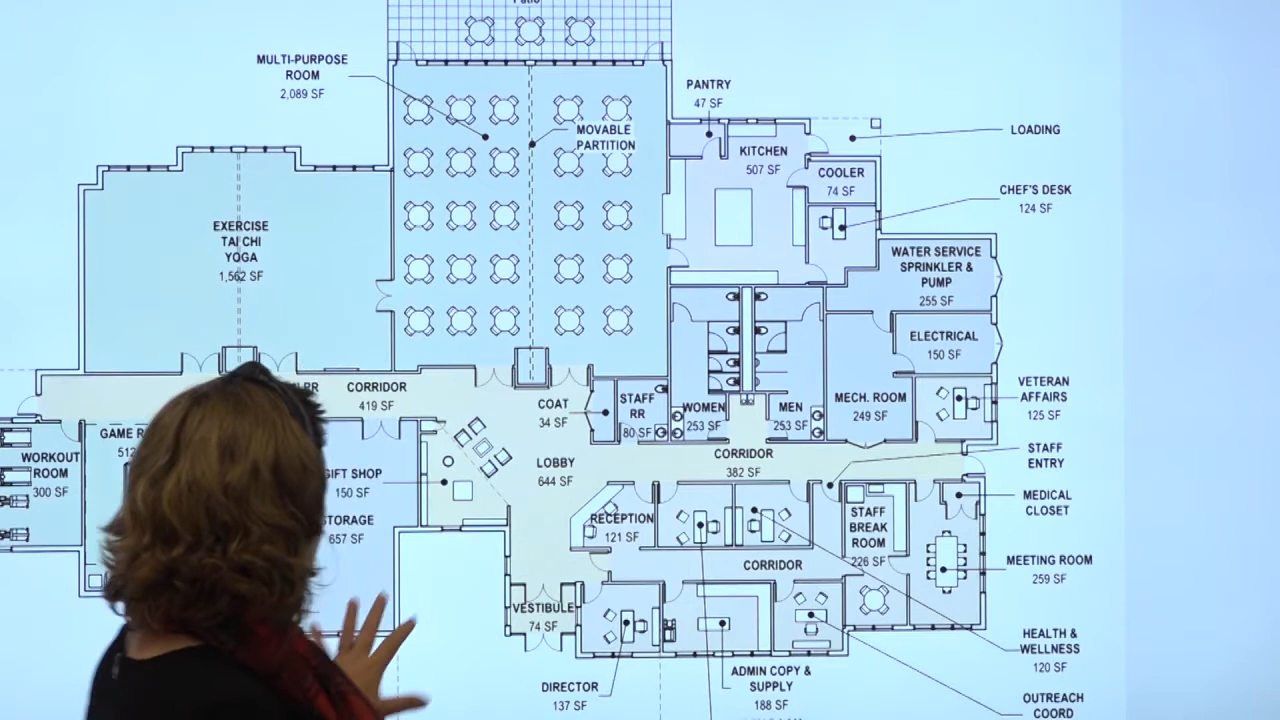 Patio
MULTI-PURPOSE
ROOM
2,089 SF
MOVABLE
PARTITION
PANTRY
47 SF
KITCHEN
507 SF
LOADING
COOLER
74 SF
CHEF'S DESK
124 SF
EXERCISE
TAI CHI
YOGA
1,562 SF
WATER SERVICE
SPRINKLER &
PUMP
255 SF
ELECTRICAL
150 SF
CORRIDOR
419 SF
COAT
34 SF
STAFF
RR
80 SF
WOMEN
253 SF
MEN
253 SF
MECH. ROOM
249 SF
VETERAN
AFFAIRS
125 SF
WORKOUT
ROOM
300 SF
GAME
GIFT SHOP
150 SF
STORAGE
657 SF
LOBBY
644 SF
CORRIDOR
382 SF
STAFF
ENTRY
MEDICAL
CLOSET
RECEPTION
121 SF
STAFF
BREAK
ROOM
226 SF
CORRIDOR
MEETING ROOM
259 SF
VESTIBULE
74 SF
HEALTH &
WELLNESS
120 SF
DIRECTOR
137 SF
ADMIN COPY &
SUPPLY
188 SF
OUTREACH
COORD